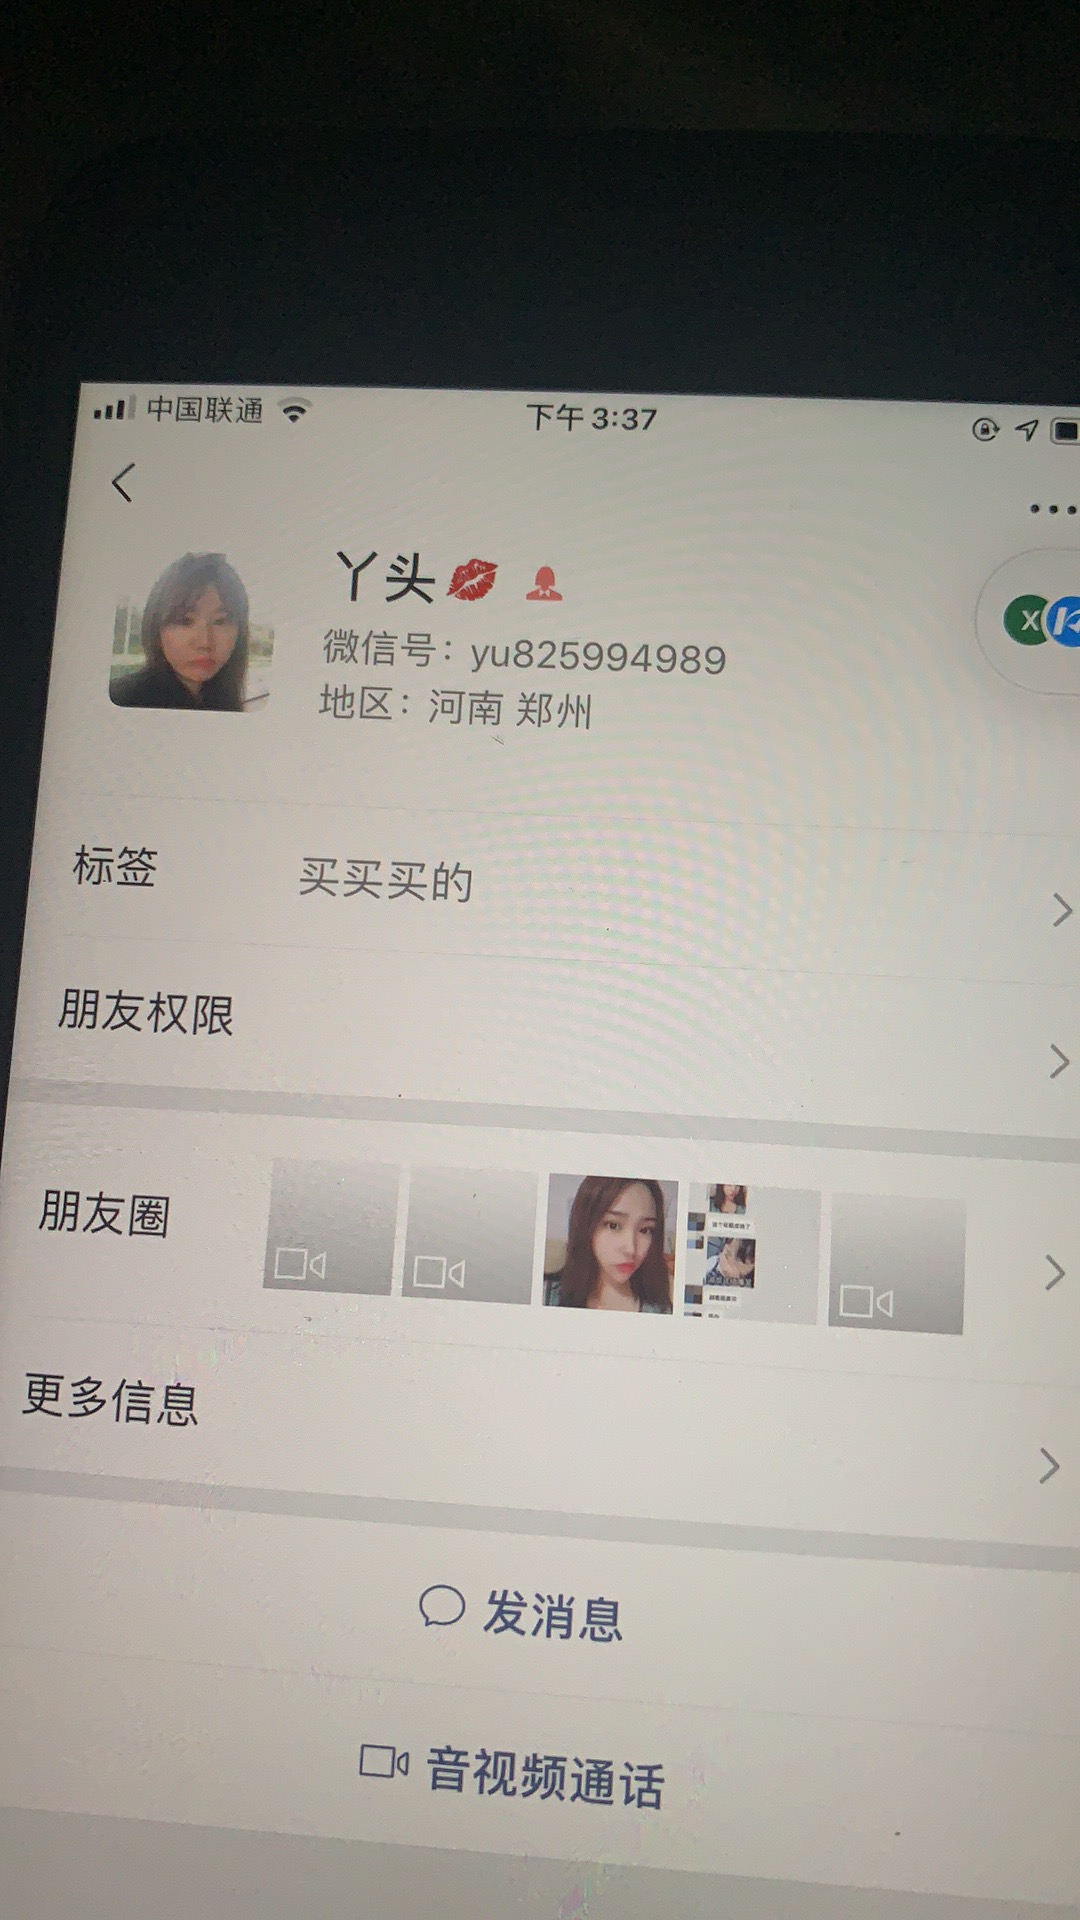 中国联通
下午3:37
丫头💋
微信号：yu825994989
地区：河南 郑州
标签 买买买的
朋友权限
朋友圈
更多信息
发消息
音视频通话